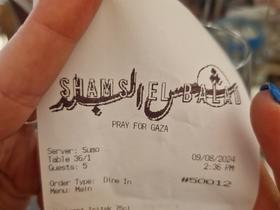 SHAMS EL BALAD
شمس البلد
PRAY FOR GAZA
Server: Sumo
Table 36/1
Guests: 5
09/08/2024
2:36 PM
#50012
Order Type: Dine In
Menu: Main